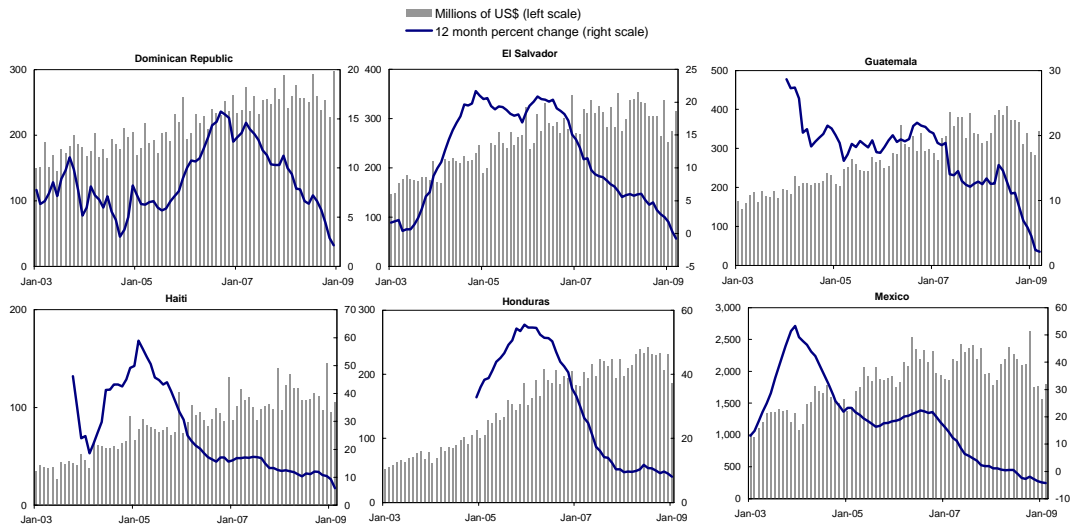 Millions of US$ (left scale)
12 month percent change (right scale)
Dominican Republic
300
200
100
0
20
15
10
5
0
Jan-03
Jan-05
Jan-07
Jan-09
El Salvador
400
300
200
100
0
25
20
15
10
5
0
-5
Jan-03
Jan-05
Jan-07
Jan-09
Guatemala
500
400
300
200
100
0
30
20
10
0
Jan-03
Jan-05
Jan-07
Jan-09
Haiti
200
100
0
70
60
50
40
30
20
10
0
Jan-03
Jan-05
Jan-07
Jan-09
Honduras
300
200
100
0
60
40
20
0
Jan-03
Jan-05
Jan-07
Jan-09
Mexico
3,000
2,500
2,000
1,500
1,000
500
0
60
50
40
30
20
10
0
-10
Jan-03
Jan-05
Jan-07
Jan-09